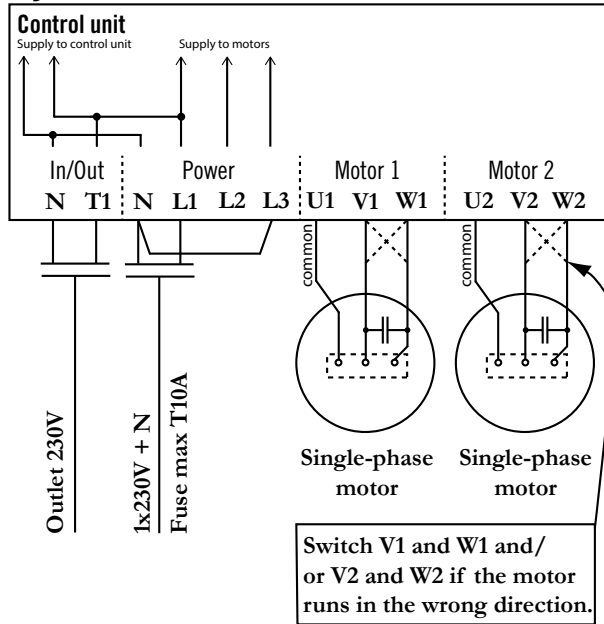 Control unit
Supply to control unit
Supply to motors
In/Out
Power
Motor 1
Motor 2
N T1 N L1 L2 L3 U1 V1 W1 U2 V2 W2
common
common
Outlet 230V
1x230V + N
Fuse max T10A
Single-phase
motor
Single-phase
motor
Switch V1 and W1 and/
or V2 and W2 if the motor
runs in the wrong direction.